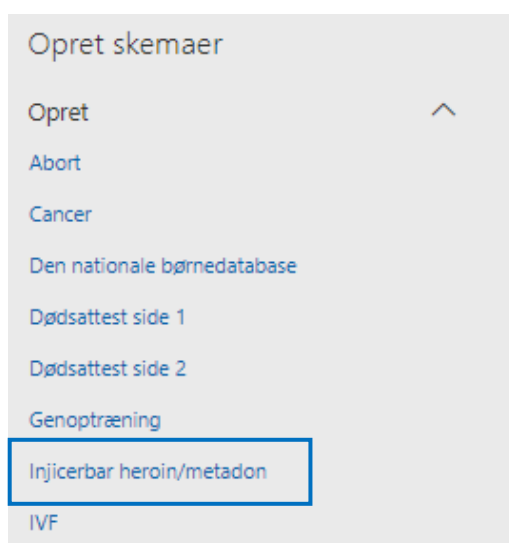 Opret skemaer
Opret
Abort
Cancer
Den nationale børnedatabase
Dødsattest side 1
Dødsattest side 2
Genoptræning
Injicerbar heroin/metadon
IVF